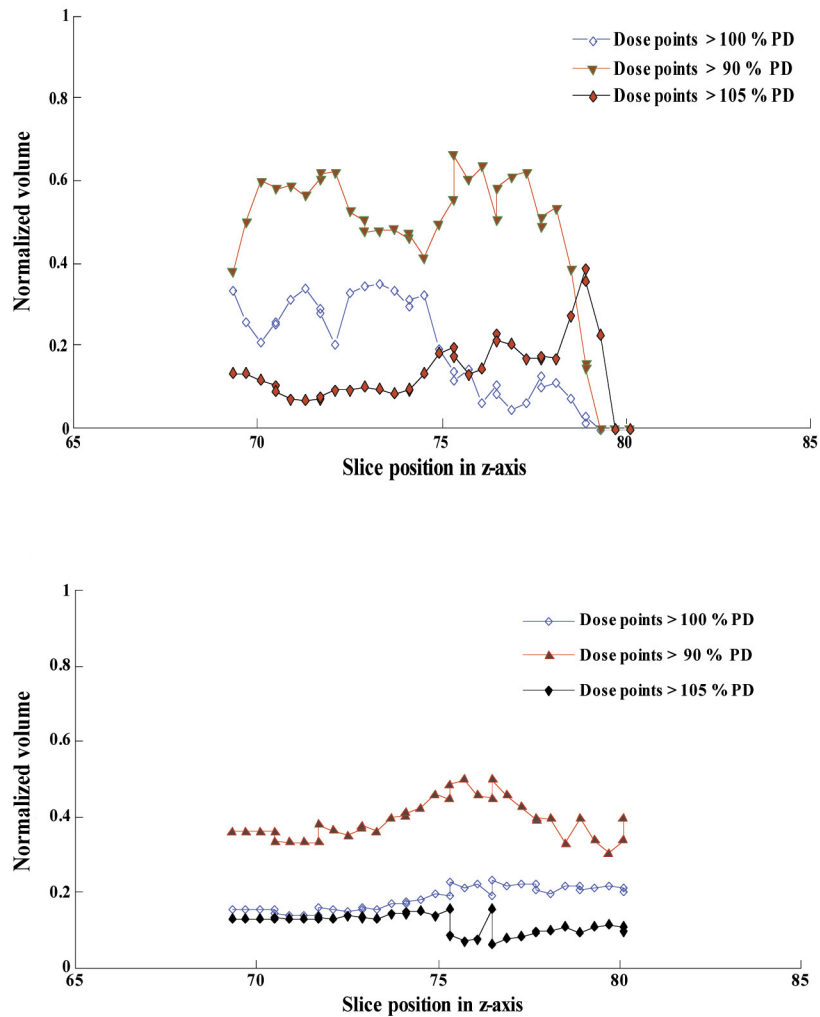 1
0.8
0.6
0.4
0.2
0
65
70
75
80
85
Normalized volume
Slice position in z-axis
Dose points > 100 % PD
Dose points > 90 % PD
Dose points > 105 % PD
1
0.8
0.6
0.4
0.2
0
65
70
75
80
85
Normalized volume
Slice position in z-axis
Dose points > 100 % PD
Dose points > 90 % PD
Dose points > 105 % PD